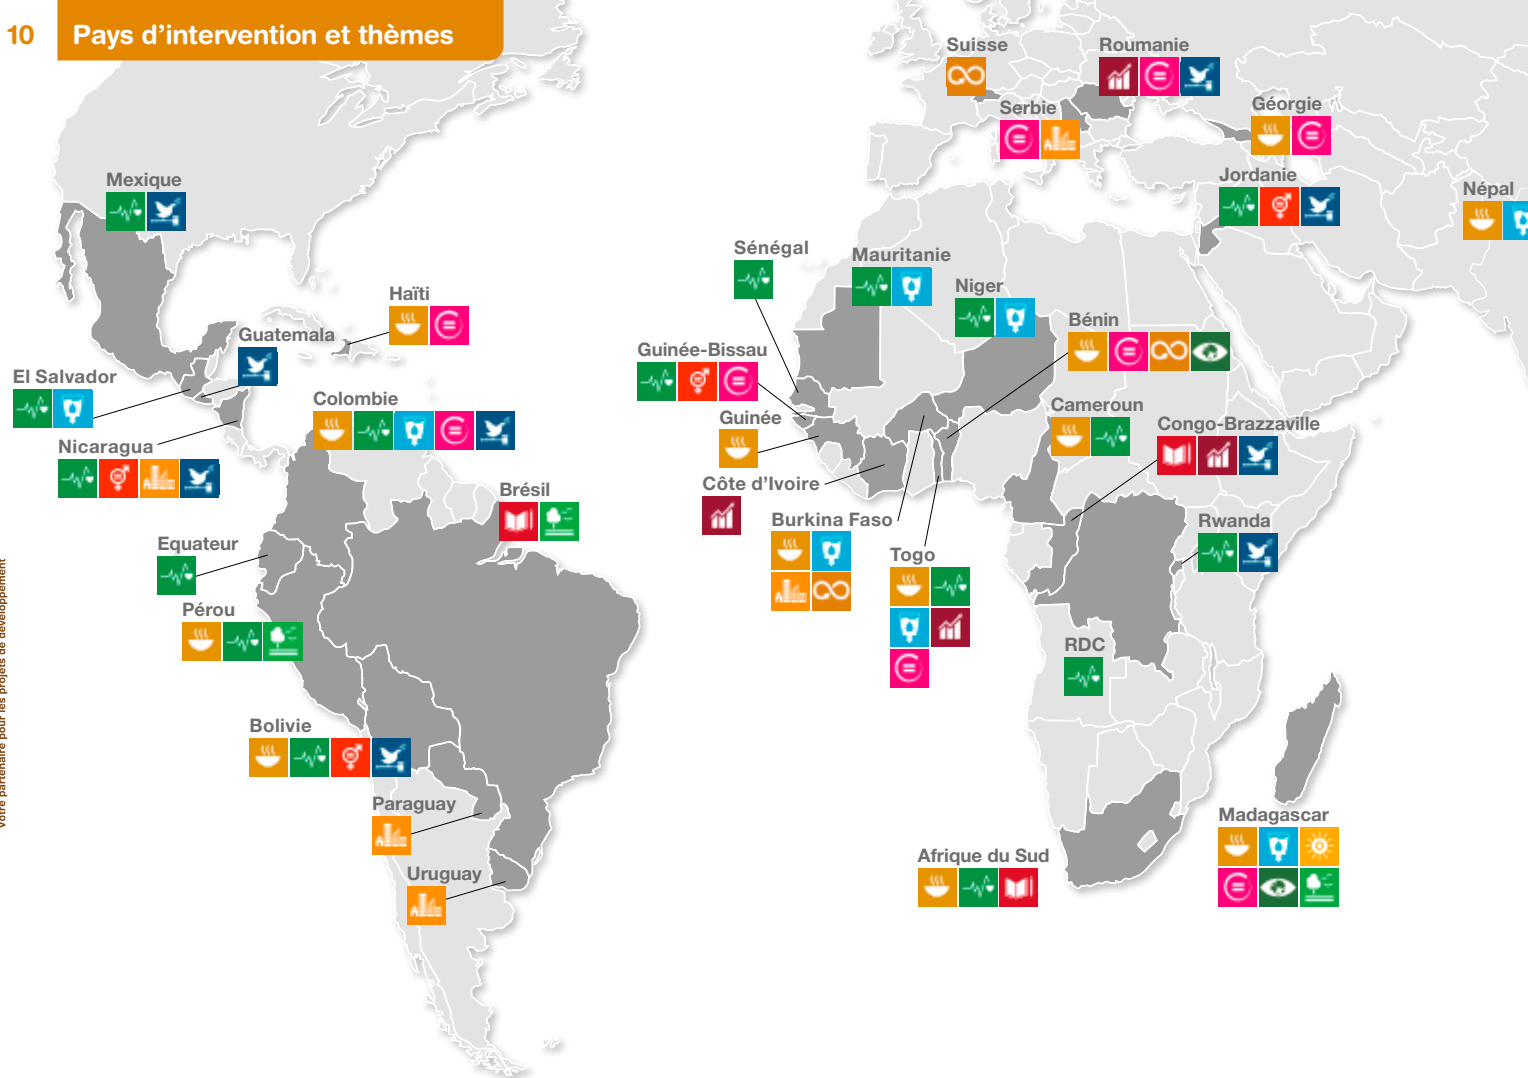 10
Pays d’intervention et thèmes
Suisse
Roumanie
Serbie
Géorgie
Mexique
Jordanie
Népal
Sénégal
Mauritanie
Niger
Haïti
Bénin
Guatemala
Guinée-Bissau
El Salvador
Colombie
Cameroun
Guinée
Congo-Brazzaville
Nicaragua
Côte d’Ivoire
Brésil
Burkina Faso
Rwanda
Equateur
Togo
Pérou
RDC
Bolivie
Paraguay
Madagascar
Afrique du Sud
Uruguay
Votre partenaire pour les projets de développement